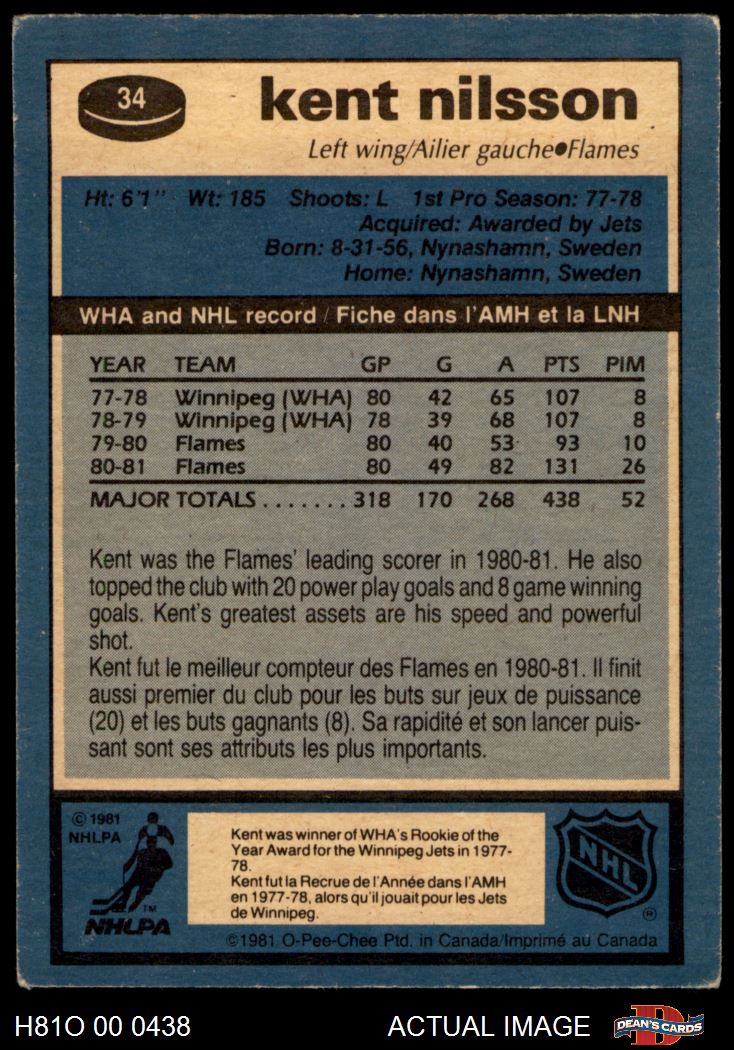 34
kent nilsson
Left wing/Ailier gauche●Flames
Ht: 6'1" Wt: 185 Shoots: L 1st Pro Season: 77-78
Acquired: Awarded by Jets
Born: 8-31-56, Nynashamn, Sweden
Home: Nynashamn, Sweden
WHA and NHL record / Fiche dans l'AMH et la LNH
YEAR TEAM GP G A PTS PIM
77-78 Winnipeg (WHA) 80 42 65 107 8
78-79 Winnipeg (WHA) 78 39 68 107 8
79-80 Flames 80 40 53 93 10
80-81 Flames 80 49 82 131 26
MAJOR TOTALS.......318 170 268 438 52
Kent was the Flames' leading scorer in 1980-81. He also
topped the club with 20 power play goals and 8 game winning
goals. Kent's greatest assets are his speed and powerful
shot.
Kent fut le meilleur compteur des Flames en 1980-81. Il finit
aussi premier du club pour les buts sur jeux de puissance
(20) et les buts gagnants (8). Sa rapidité et son lancer puis-
sant sont ses attributs les plus importants.
© 1981
NHLPA
TM
NHLPA
Kent was winner of WHA's Rookie of the
Year Award for the Winnipeg Jets in 1977-
78.
Kent fut la Recrue de l'Année dans l'AMH
en 1977-78, alors qu'il jouait pour les Jets
de Winnipeg.
NHL
®
©1981 O-Pee-Chee Ptd. in Canada/Imprimé au Canada
H81O 00 0438 ACTUAL IMAGE
D
DEAN'S CARDS